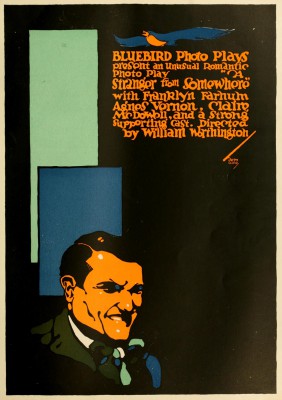 BLUEBIRD Photo Plays
present an unusual Romantic
Photo Play "A
Stranger from Somewhere"
with Franklyn Farnum
Agnes Vernon, Claire
McDowell, and a strong
supporting cast. Directed
by William Worthington